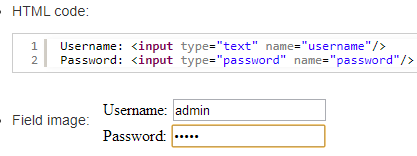 HTML code:
1 Username: <input type="text" name="username"/>
2 Password: <input type="password" name="password"/>
Field image: Username: admin
Password: •••••